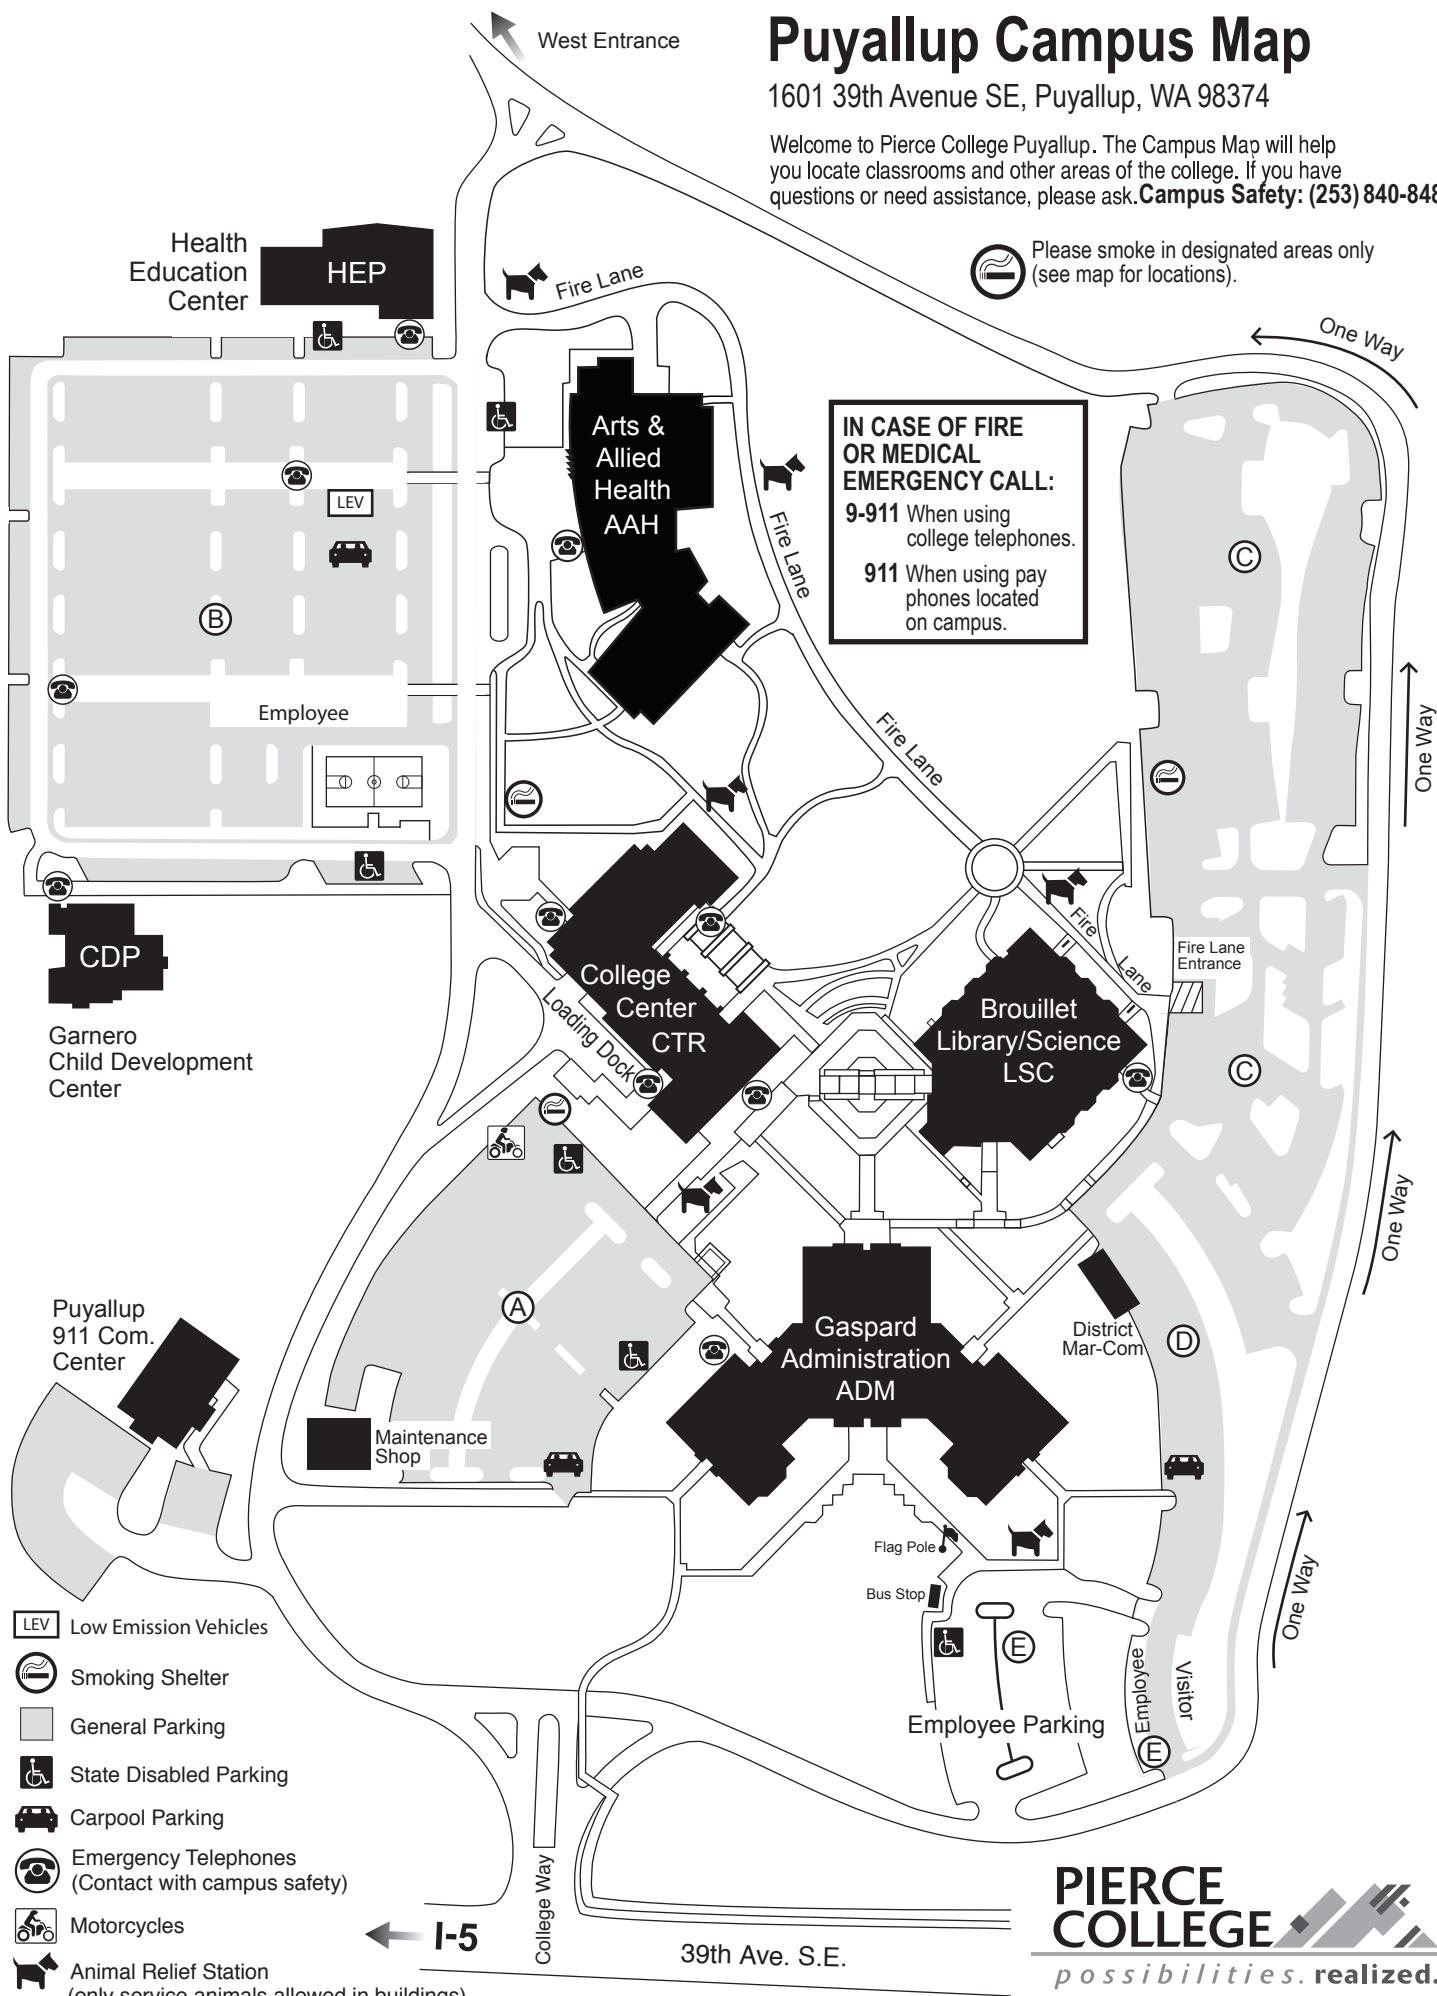 West Entrance
Puyallup Campus Map
1601 39th Avenue SE, Puyallup, WA 98374
Welcome to Pierce College Puyallup. The Campus Map will help
you locate classrooms and other areas of the college. If you have
questions or need assistance, please ask. Campus Safety: (253) 840-848
Please smoke in designated areas only
(see map for locations).
Health
Education
Center
HEP
Fire Lane
One Way
Arts &
Allied
Health
AAH
IN CASE OF FIRE
OR MEDICAL
EMERGENCY CALL:
9-911 When using
college telephones.
911 When using pay
phones located
on campus.
LEV
Fire Lane
C
B
Employee
Fire Lane
One Way
CDP
Garnero
Child Development
Center
College
Center
CTR
Loading Dock
Fire
Lane
Fire Lane
Entrance
Brouillet
Library/Science
LSC
C
One Way
Puyallup
911 Com.
Center
A
Maintenance
Shop
Gaspard
Administration
ADM
District
Mar-Com
D
Flag Pole
Bus Stop
E
Employee Parking
Employee
Visitor
E
One Way
LEV Low Emission Vehicles
Smoking Shelter
General Parking
State Disabled Parking
Carpool Parking
Emergency Telephones
(Contact with campus safety)
Motorcycles
Animal Relief Station
(only service animals allowed in buildings)
I-5
College Way
39th Ave. S.E.
PIERCE
COLLEGE
possibilities. realized.